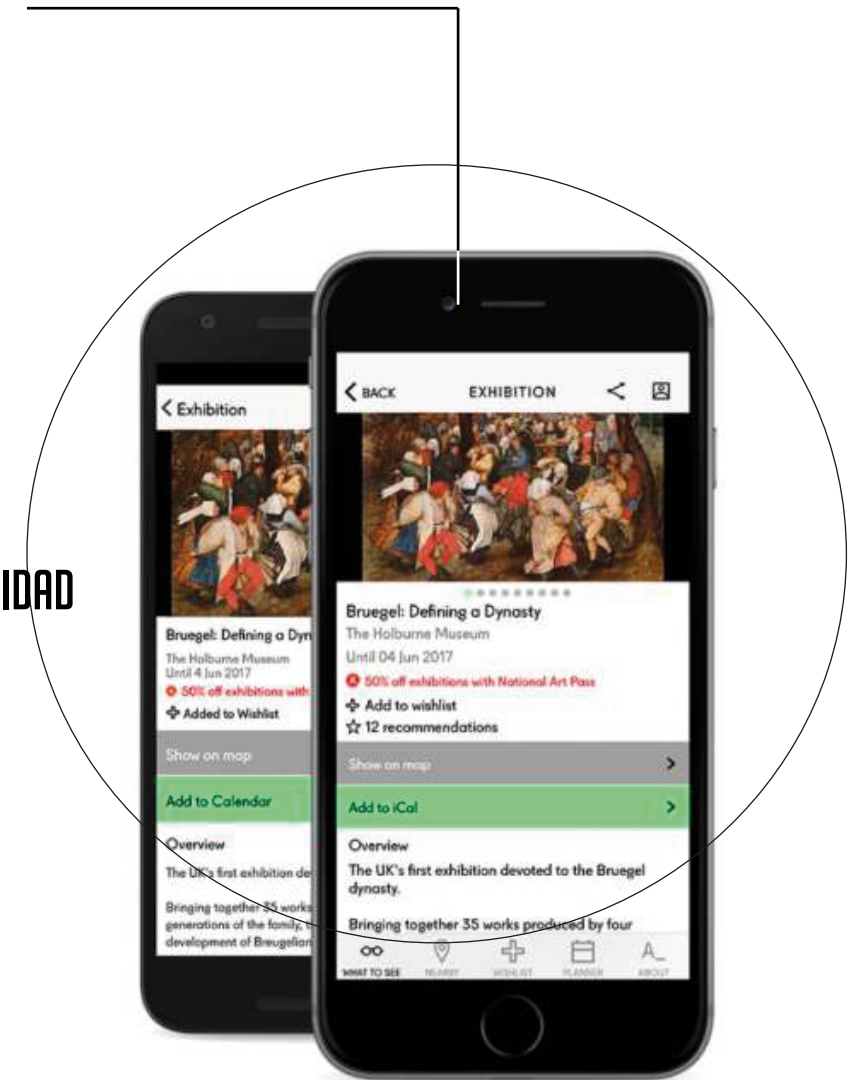 BACK
EXHIBITION
Bruegel: Defining a Dynasty
The Holburne Museum
Until 04 Jun 2017
50% off exhibitions with National Art Pass
Add to wishlist
12 recommendations
Show on map
Add to iCal
Overview
The UK's first exhibition devoted to the Bruegel
dynasty.
Bringing together 35 works produced by four
WHAT TO SEE
NEARBY
WISHLIST
PLANNER
A_
ABOUT
Exhibition
Bruegel: Defining a Dyn
The Holburne Museum
Until 4 Jun 2017
50% off exhibitions with
Added to Wishlist
Show on map
Add to Calendar
Overview
The UK's first exhibition de
Bringing together 35 works
generations of the family, t
development of Breugelian
IDAD